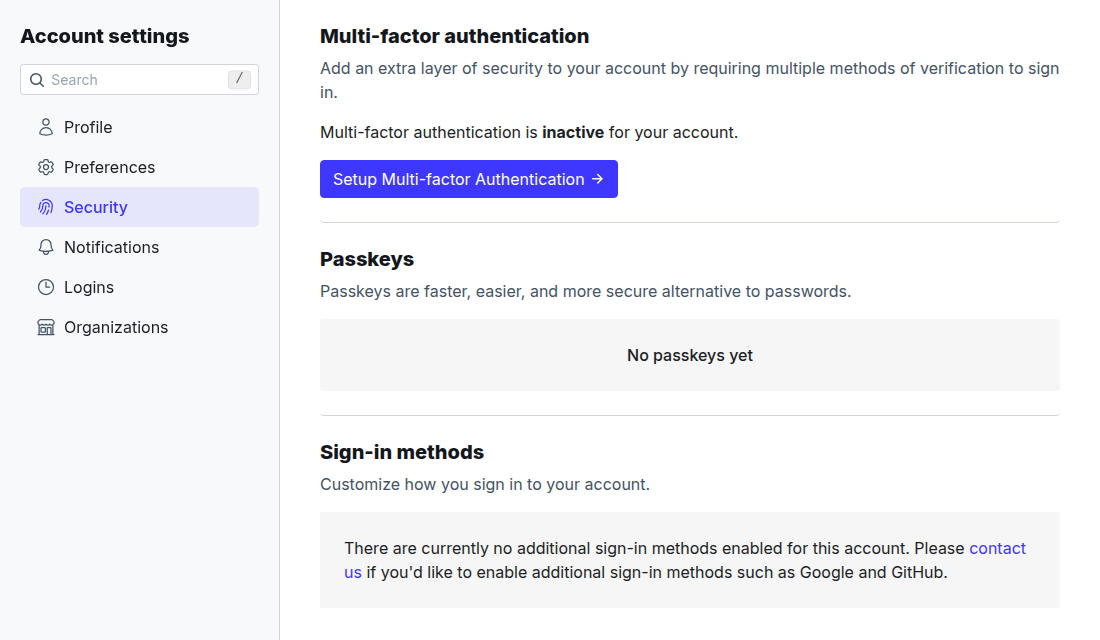 Account settings
Search
/
Profile
Preferences
Security
Notifications
Logins
Organizations
Multi-factor authentication
Add an extra layer of security to your account by requiring multiple methods of verification to sign
in.
Multi-factor authentication is inactive for your account.
Setup Multi-factor Authentication →
Passkeys
Passkeys are faster, easier, and more secure alternative to passwords.
No passkeys yet
Sign-in methods
Customize how you sign in to your account.
There are currently no additional sign-in methods enabled for this account. Please contact
us if you'd like to enable additional sign-in methods such as Google and GitHub.